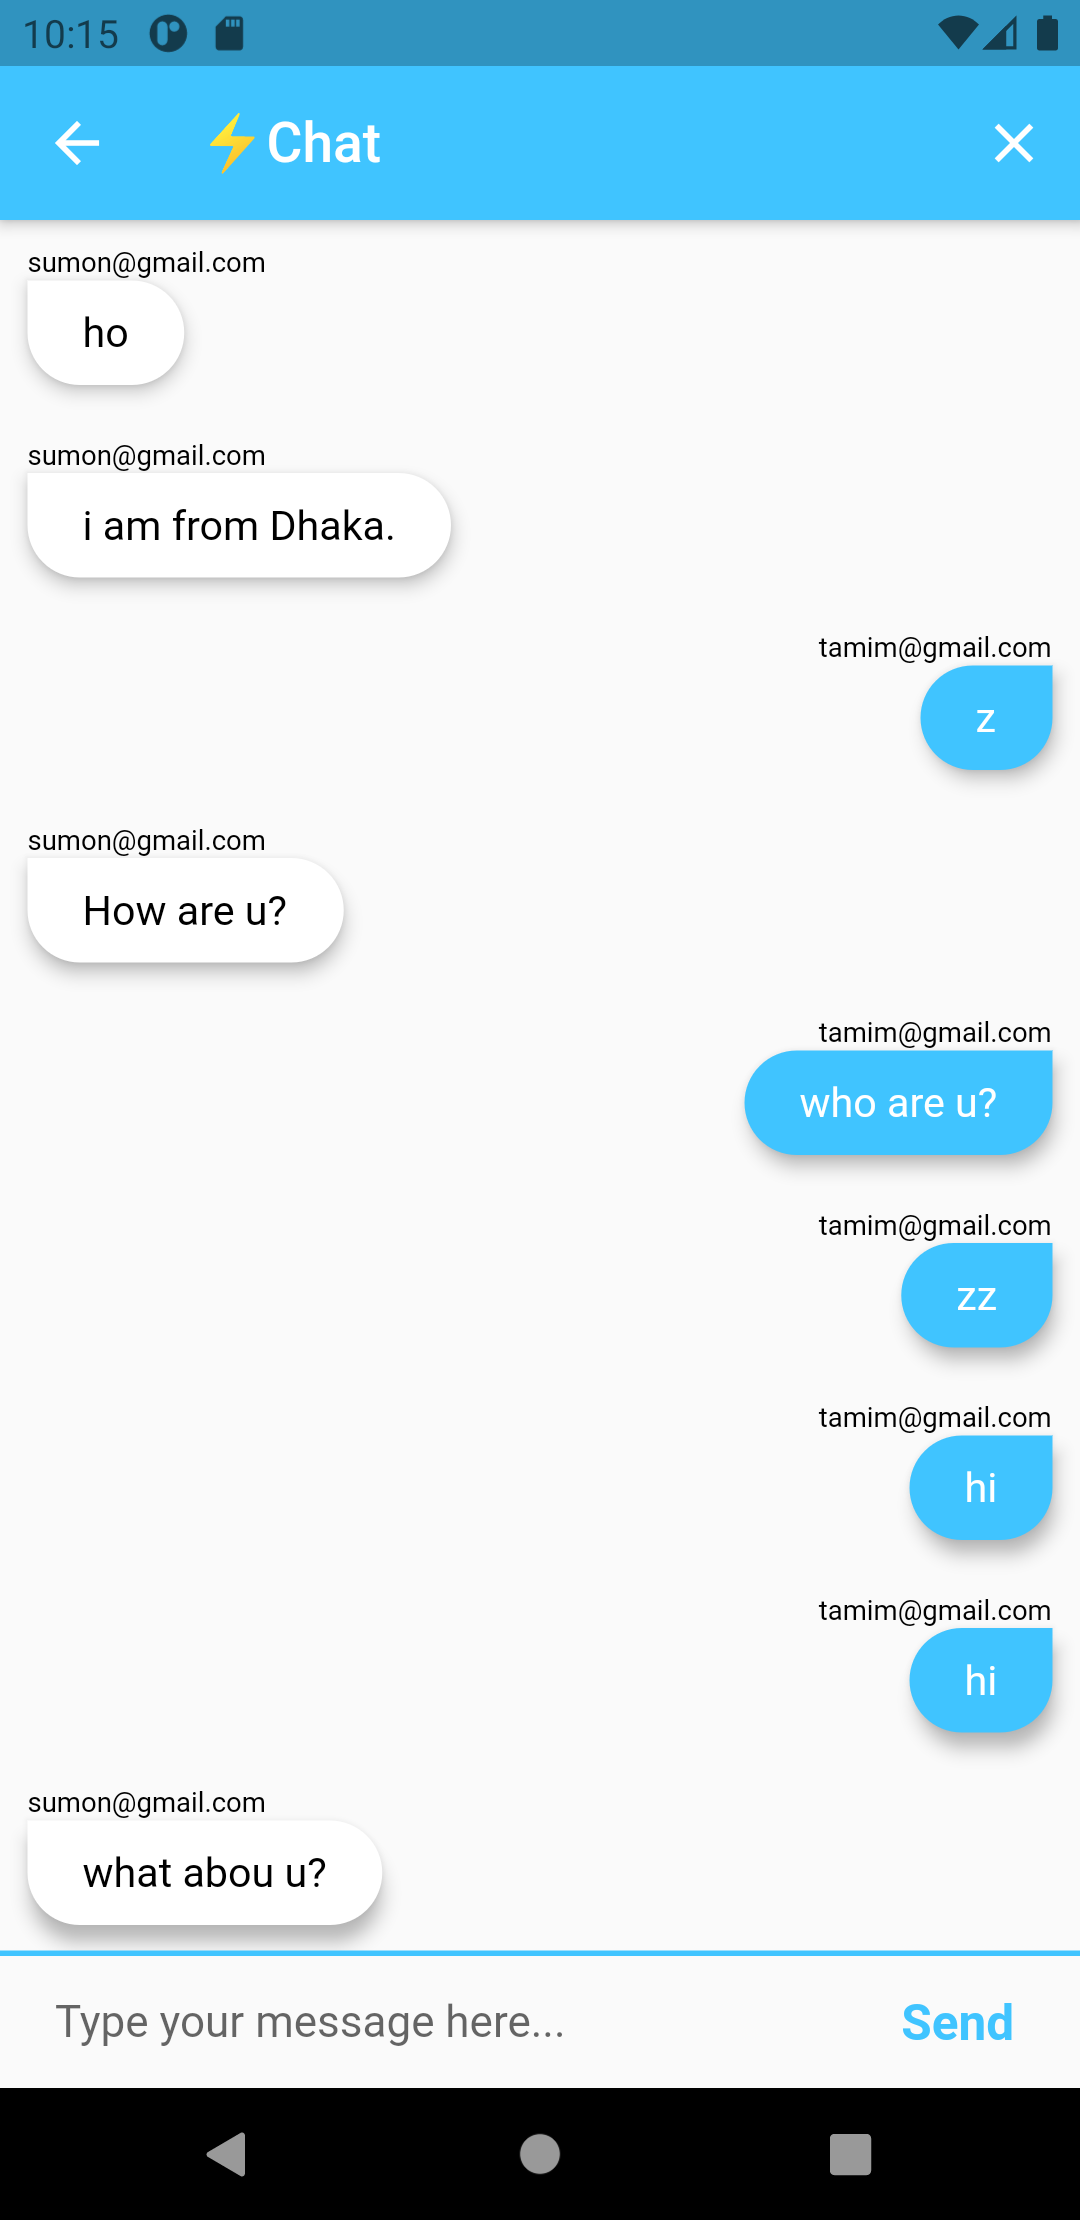 10:15
⚡Chat
sumon@gmail.com
ho
sumon@gmail.com
i am from Dhaka.
tamim@gmail.com
z
sumon@gmail.com
How are u?
tamim@gmail.com
who are u?
tamim@gmail.com
zz
tamim@gmail.com
hi
tamim@gmail.com
hi
sumon@gmail.com
what abou u?
Type your message here...
Send